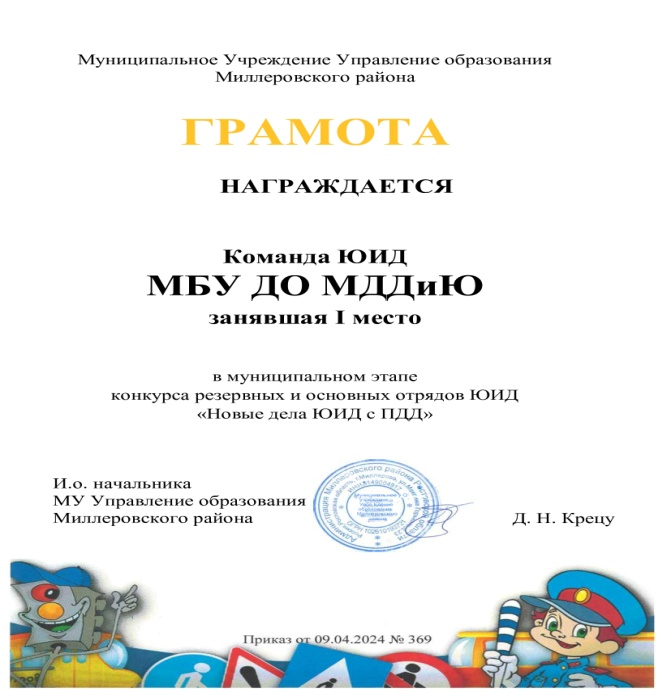 Муниципальное Учреждение Управление образования
Миллеровского района
ГРАМОТА
НАГРАЖДАЕТСЯ
Команда ЮИД
МБУ ДО МДДиЮ
занявшая I место
в муниципальном этапе
конкурса резервных и основных отрядов ЮИД
«Новые дела ЮИД с ПДД»
И.о. начальника
МУ Управление образования
Миллеровского района
Д. Н. Крецу
Приказ от 09.04.2024 № 369